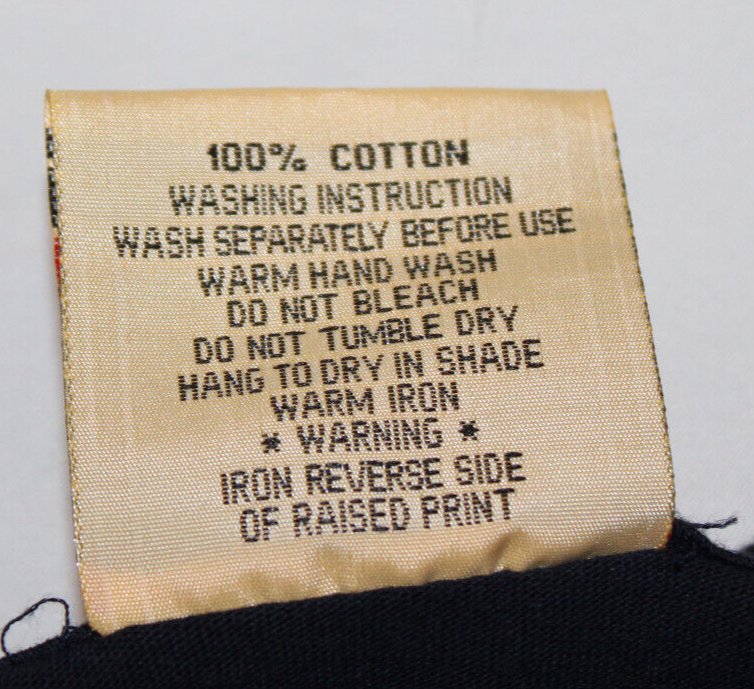 100% COTTON
WASHING INSTRUCTION
WASH SEPARATELY BEFORE USE
WARM HAND WASH
DO NOT BLEACH
DO NOT TUMBLE DRY
HANG TO DRY IN SHADE
WARM IRON
* WARNING *
IRON REVERSE SIDE
OF RAISED PRINT